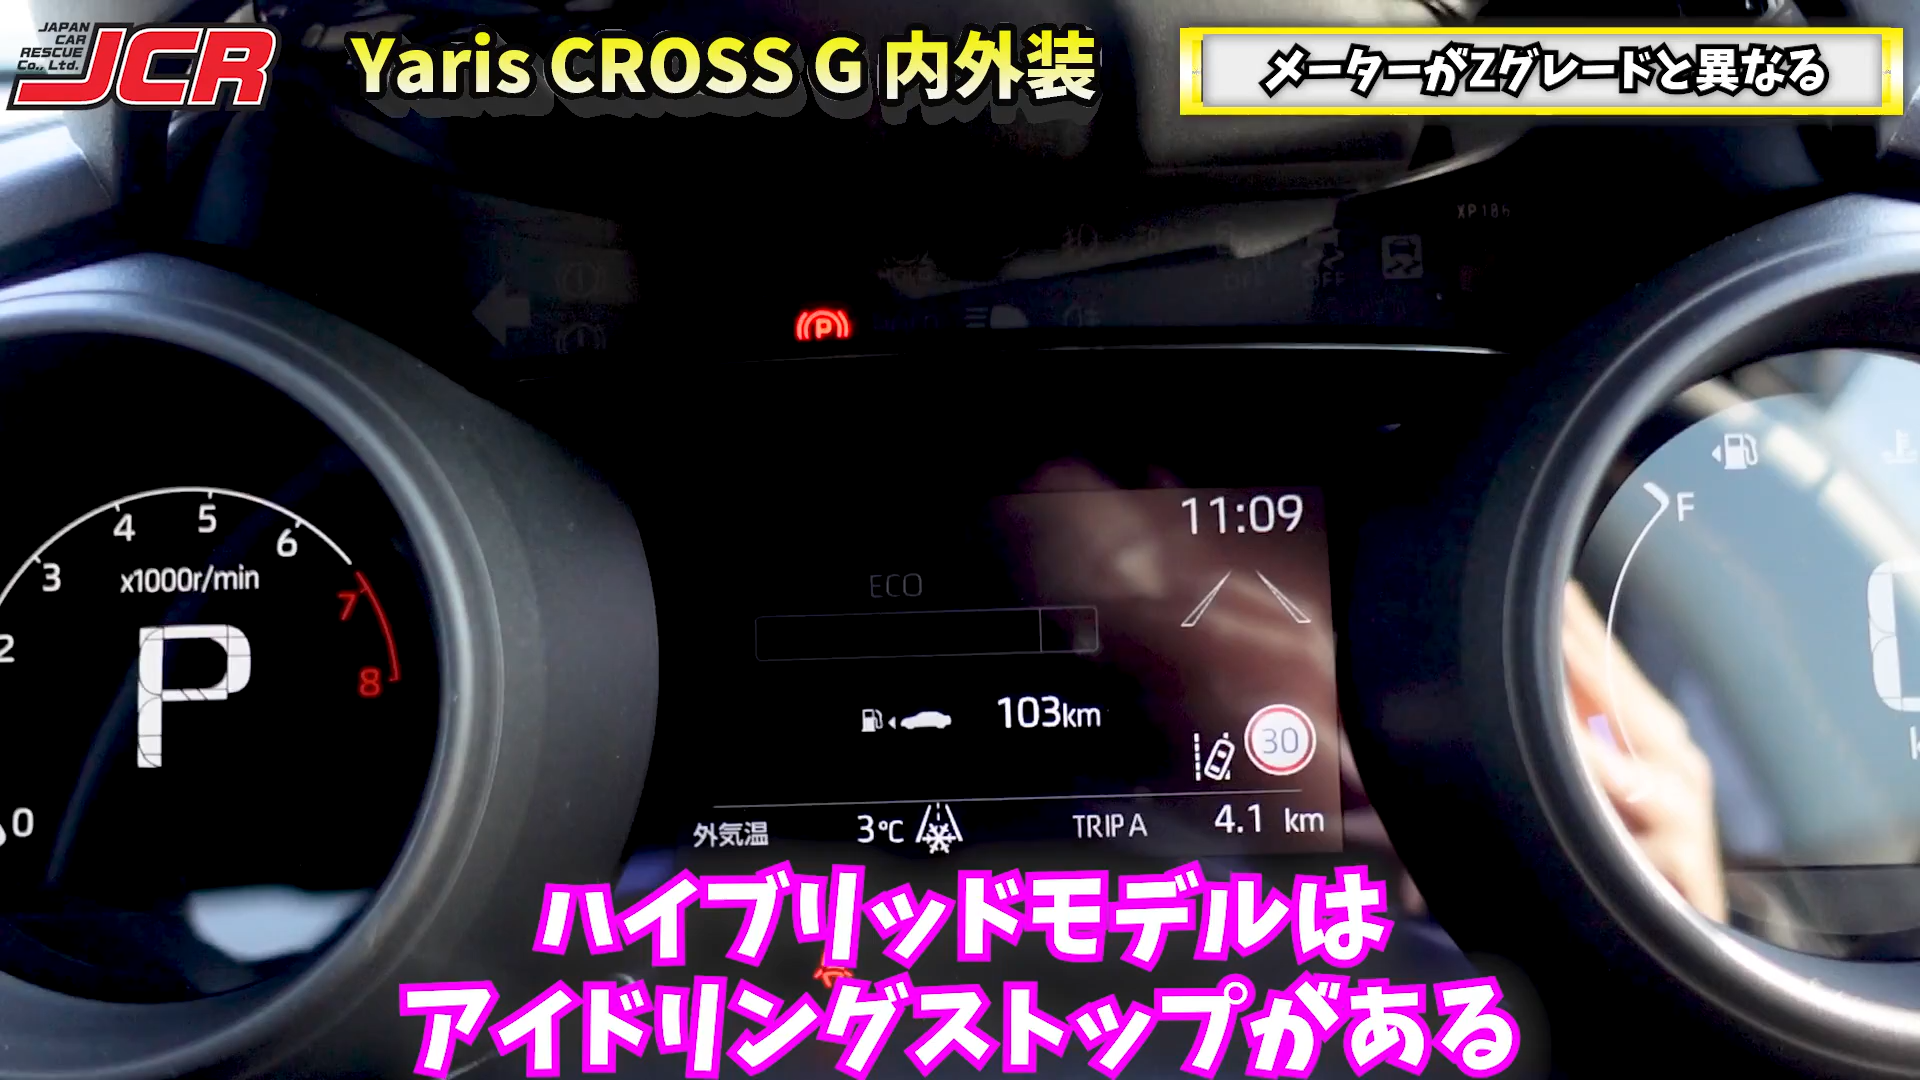 JAPAN
CAR
RESCUE
Co., Ltd.
JCR
Yaris CROSS G 内外装
メーターがZグレードと異なる
HOLD
OFF
OFF
P
11:09
F
4
5
6
3
x1000r/min
7
2
8
P
0
ECO
103km
30
外気温
3℃
TRIP A
4.1 km
ハイブリッドモデルは
アイドリングストップがある